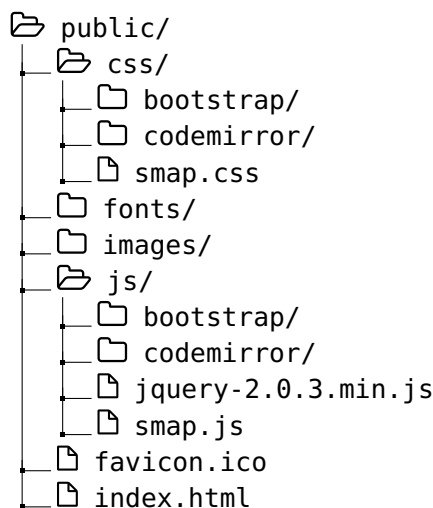 public/
css/
bootstrap/
codemirror/
smap.css
fonts/
images/
js/
bootstrap/
codemirror/
jquery-2.0.3.min.js
smap.js
favicon.ico
index.html